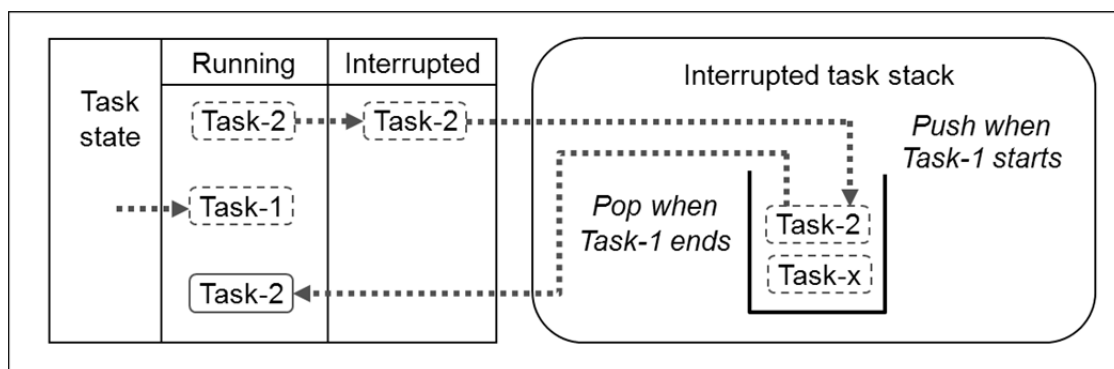 Task
state
Running
Interrupted
Task-2
Task-2
Task-1
Task-2
Interrupted task stack
Push when
Task-1 starts
Pop when
Task-1 ends
Task-2
Task-x